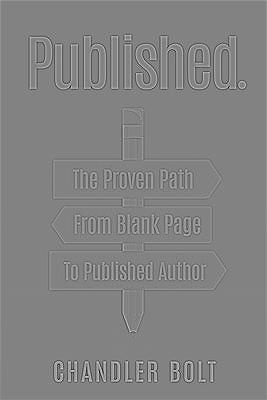 Published.
The Proven Path
From Blank Page
To Published Author
CHANDLER BOLT